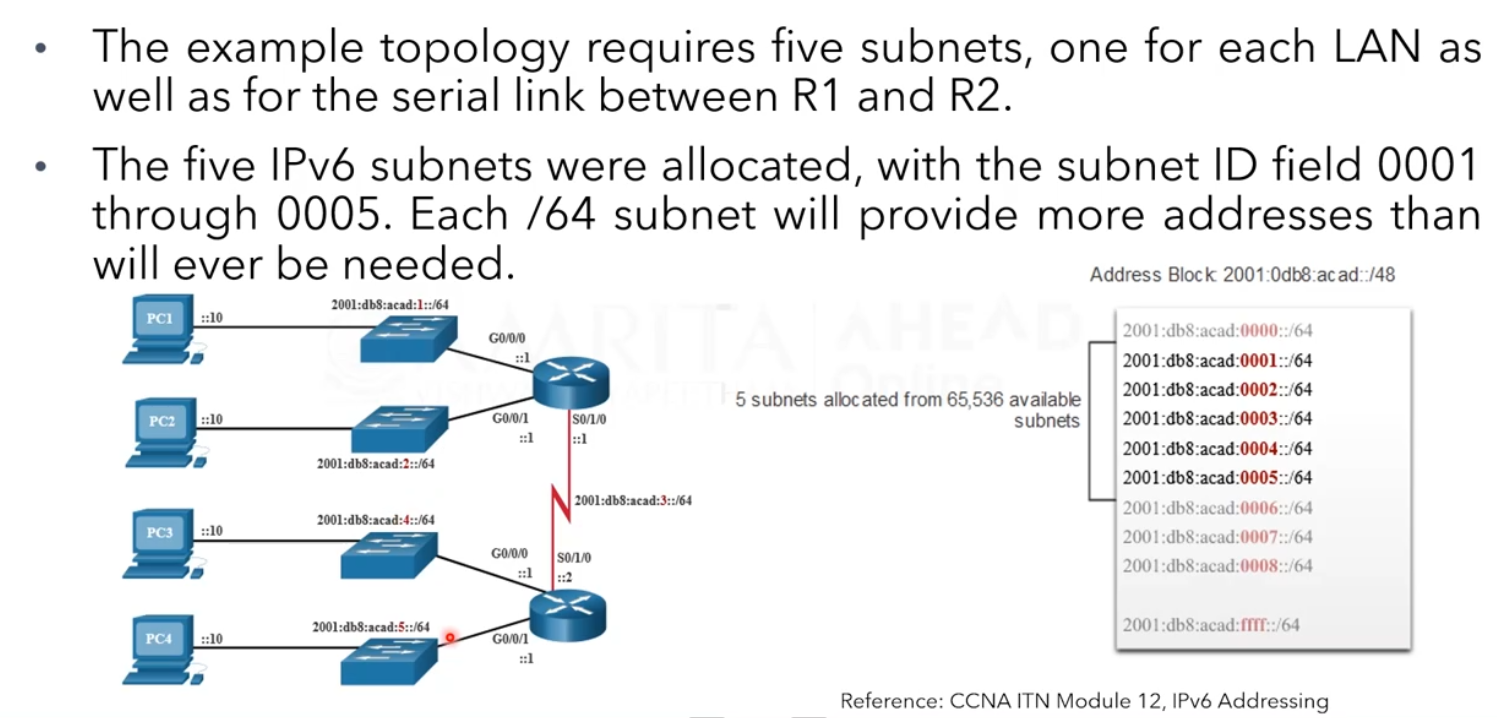 • The example topology requires five subnets, one for each LAN as
well as for the serial link between R1 and R2.
• The five IPv6 subnets were allocated, with the subnet ID field 0001
through 0005. Each /64 subnet will provide more addresses than
will ever be needed.
Address Block: 2001:0db8:acad::/48
PC1
::10
2001:db8:acad:1::/64
G0/0/0
::1
PC2
::10
2001:db8:acad:2::/64
G0/0/1
::1
S0/1/0
::1
2001:db8:acad:3::/64
PC3
::10
2001:db8:acad:4::/64
G0/0/0
::1
S0/1/0
::2
PC4
::10
2001:db8:acad:5::/64
G0/0/1
::1
5 subnets allocated from 65,536 available
subnets
2001:db8:acad:0000::/64
2001:db8:acad:0001::/64
2001:db8:acad:0002::/64
2001:db8:acad:0003::/64
2001:db8:acad:0004::/64
2001:db8:acad:0005::/64
2001:db8:acad:0006::/64
2001:db8:acad:0007::/64
2001:db8:acad:0008::/64
2001:db8:acad:ffff::/64
AHEAD
Online
Reference: CCNA ITN Module 12, IPv6 Addressing